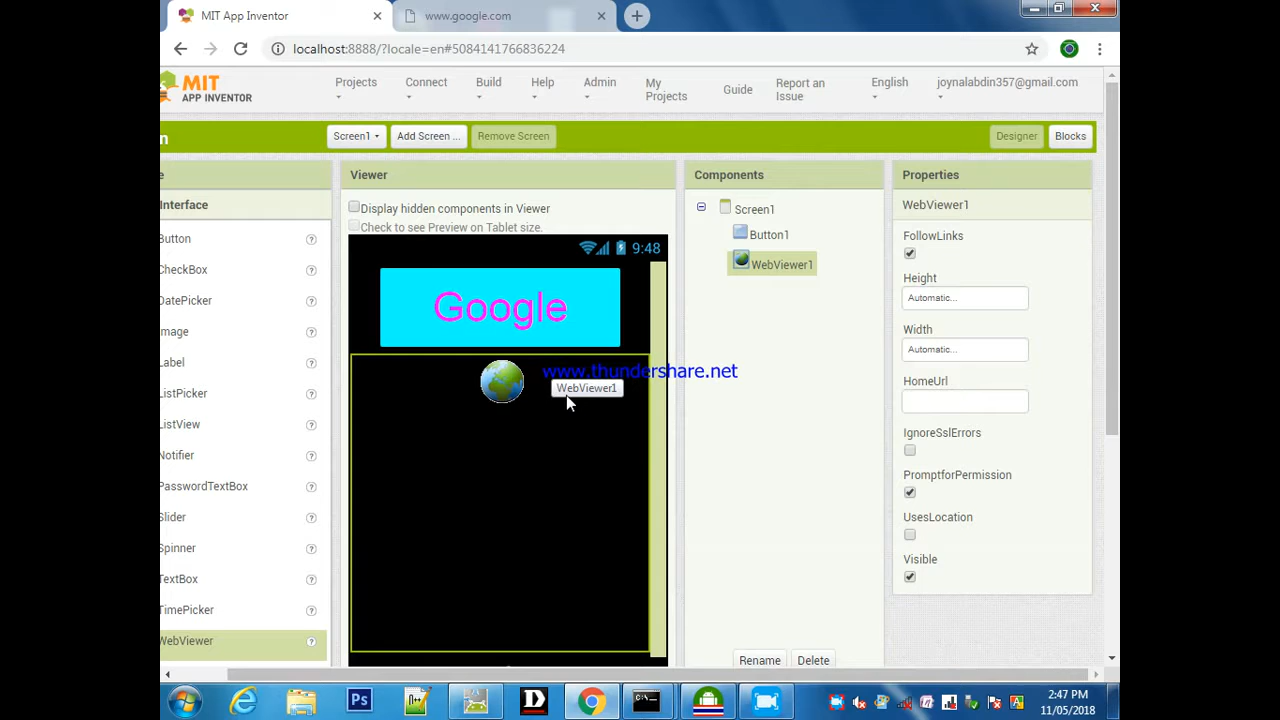 MIT App Inventor
www.google.com
localhost:8888/?locale=en#5084141766836224
MIT
APP INVENTOR
Projects
Connect
Build
Help
Admin
My
Projects
Guide
Report an
Issue
English
joynalabdin357@gmail.com
n
Screen1
Add Screen ...
Remove Screen
Designer
Blocks
e
Viewer
Components
Properties
Interface
Display hidden components in Viewer
Check to see Preview on Tablet size.
Screen1
WebViewer1
Button
Button1
FollowLinks
9:48
CheckBox
WebViewer1
DatePicker
Google
Height
Automatic...
Image
Width
Automatic...
Label
www.thundershare.net
WebViewer1
HomeUrl
ListPicker
ListView
IgnoreSslErrors
Notifier
PromptforPermission
PasswordTextBox
Slider
UsesLocation
Spinner
Visible
TextBox
TimePicker
WebViewer
Rename
Delete
Ps
D
2:47 PM
11/05/2018